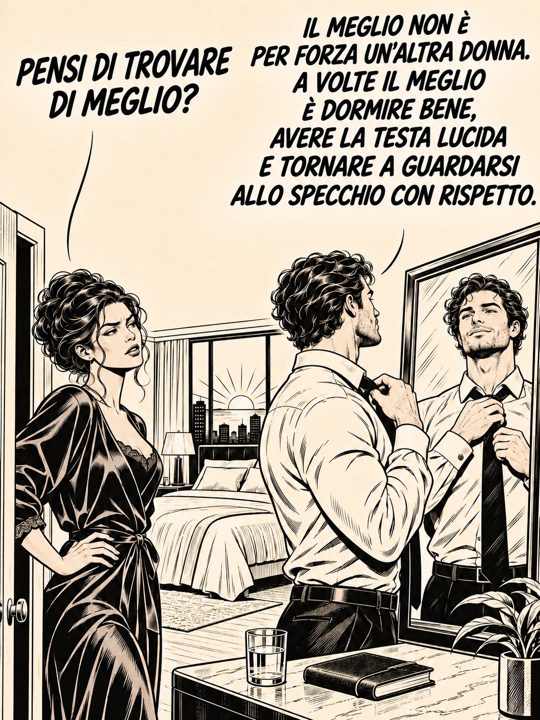 PENSI DI TROVARE
DI MEGLIO?
IL MEGLIO NON È
PER FORZA UN'ALTRA DONNA.
A VOLTE IL MEGLIO
È DORMIRE BENE,
AVERE LA TESTA LUCIDA
E TORNARE A GUARDARSI
ALLO SPECCHIO CON RISPETTO.